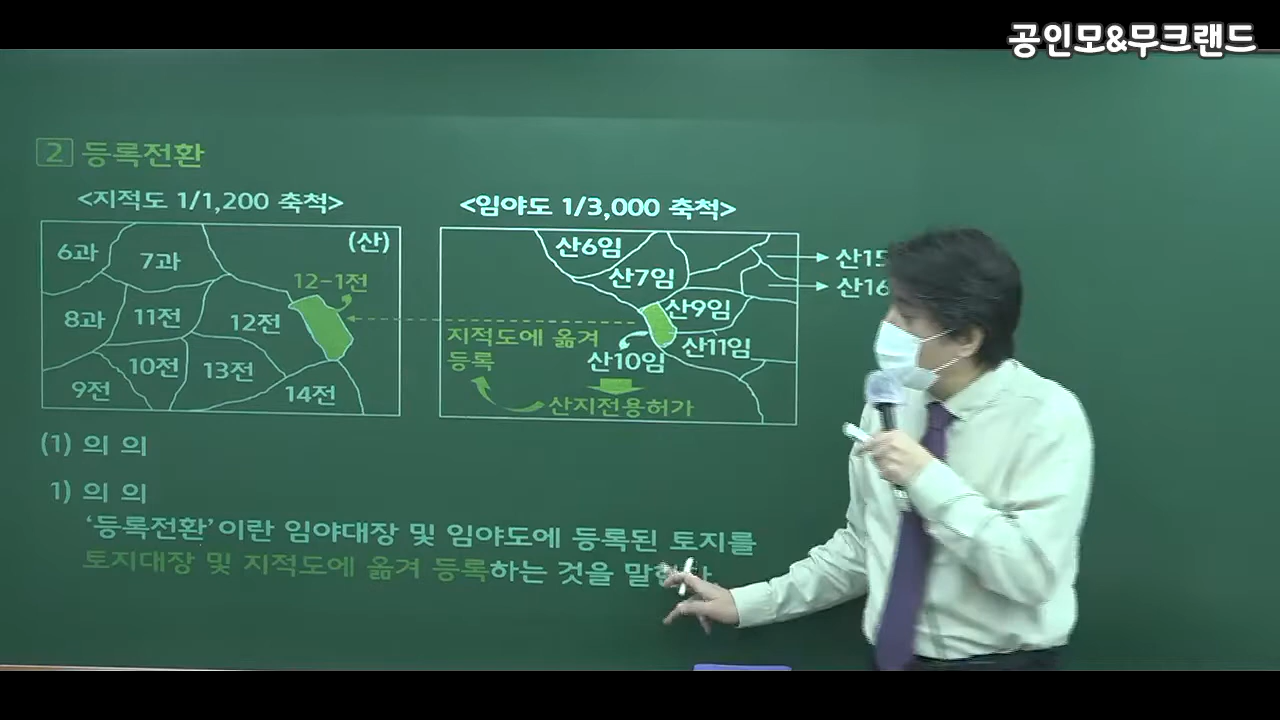 공인모&무크랜드
2 등록전환
<지적도 1/1,200 축척>
<임야도 1/3,000 축척>
6과
7과
(산)
12-1전
8과
11전
12전
10전
13전
9전
14전
산6임
산7임
산9임
산15
산16
지적도에 옮겨
등록
산10임
산11임
산지전용허가
(1) 의 의
1) 의 의
'등록전환'이란 임야대장 및 임야도에 등록된 토지를
토지대장 및 지적도에 옮겨 등록하는 것을